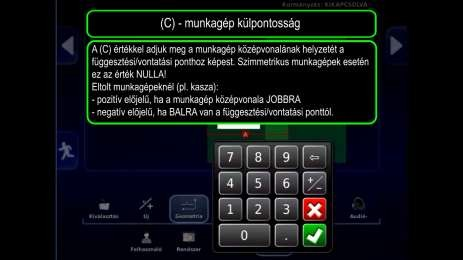 Kormányzás: KIKAPCSOLVA
(C) - munkagép külpontosság
A (C) értékkel adjuk meg a munkagép középvonalának helyzetét a
függesztési/vontatási ponthoz képest. Szimmetrikus munkagépek esetén
ez az érték NULLA!
Eltolt munkagépeknél (pl. kasza):
- pozitív előjelű, ha a munkagép középvonala JOBBRA
- negatív előjelű, ha BALRA van a függesztési/vontatási ponttól.
A
7 8 9 ⇦
4 5 6 +/−
1 2 3
0 .
Kiválasztás Új Geometria Audió-
Felhasználó Rendszer